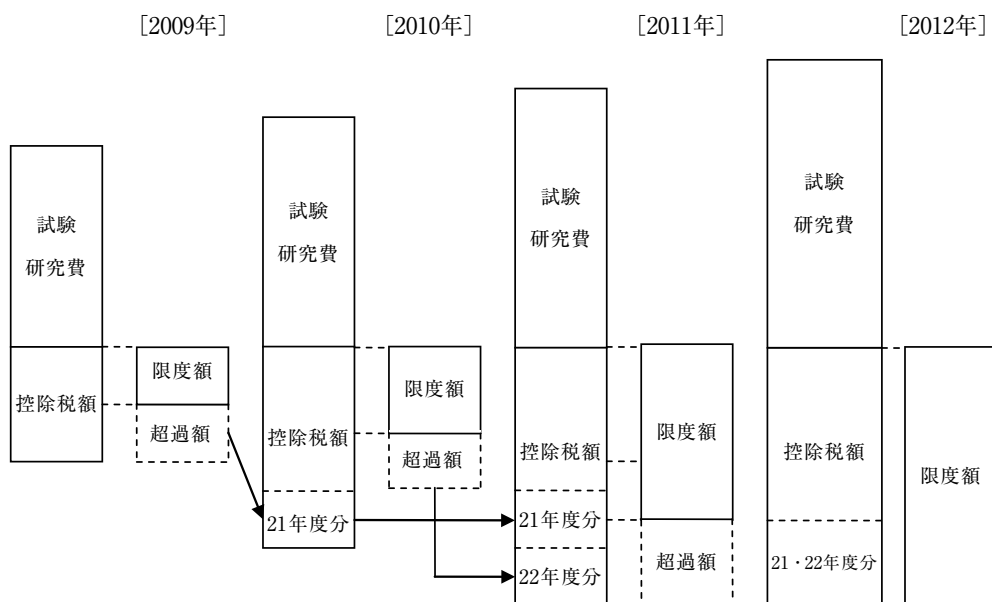 [2009年]
[2010年]
[2011年]
[2012年]
試験
研究費
控除税額
限度額
超過額
試験
研究費
控除税額
21年度分
限度額
超過額
試験
研究費
控除税額
21年度分
22年度分
限度額
超過額
試験
研究費
控除税額
21・22年度分
限度額